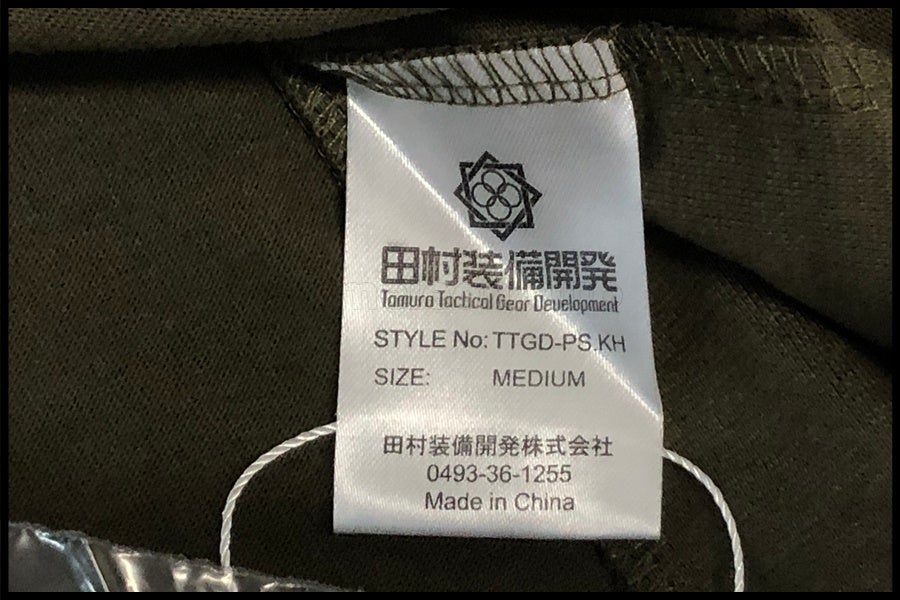 田村装備開発
Tamura Tactical Gear Development
STYLE No: TTGD-PS.KH
SIZE: MEDIUM
田村装備開発株式会社
0493-36-1255
Made in China